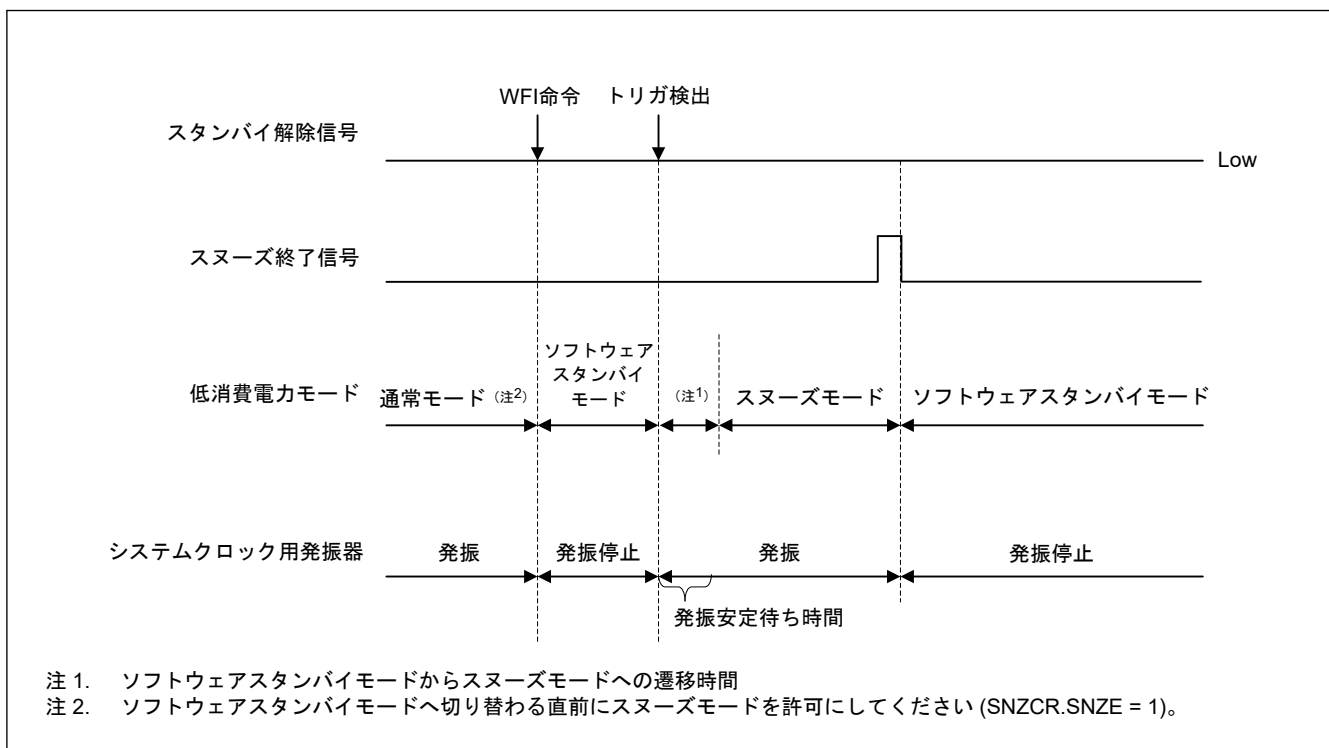 WFI命令 トリガ検出
スタンバイ解除信号
Low
スヌーズ終了信号
ソフトウェア
スタンバイ
モード
低消費電力モード 通常モード (注2) (注1) スヌーズモード ソフトウェアスタンバイモード
システムクロック用発振器 発振 発振停止 発振 発振停止
発振安定待ち時間
注 1. ソフトウェアスタンバイモードからスヌーズモードへの遷移時間
注 2. ソフトウェアスタンバイモードへ切り替わる直前にスヌーズモードを許可にしてください (SNZCR.SNZE = 1)。